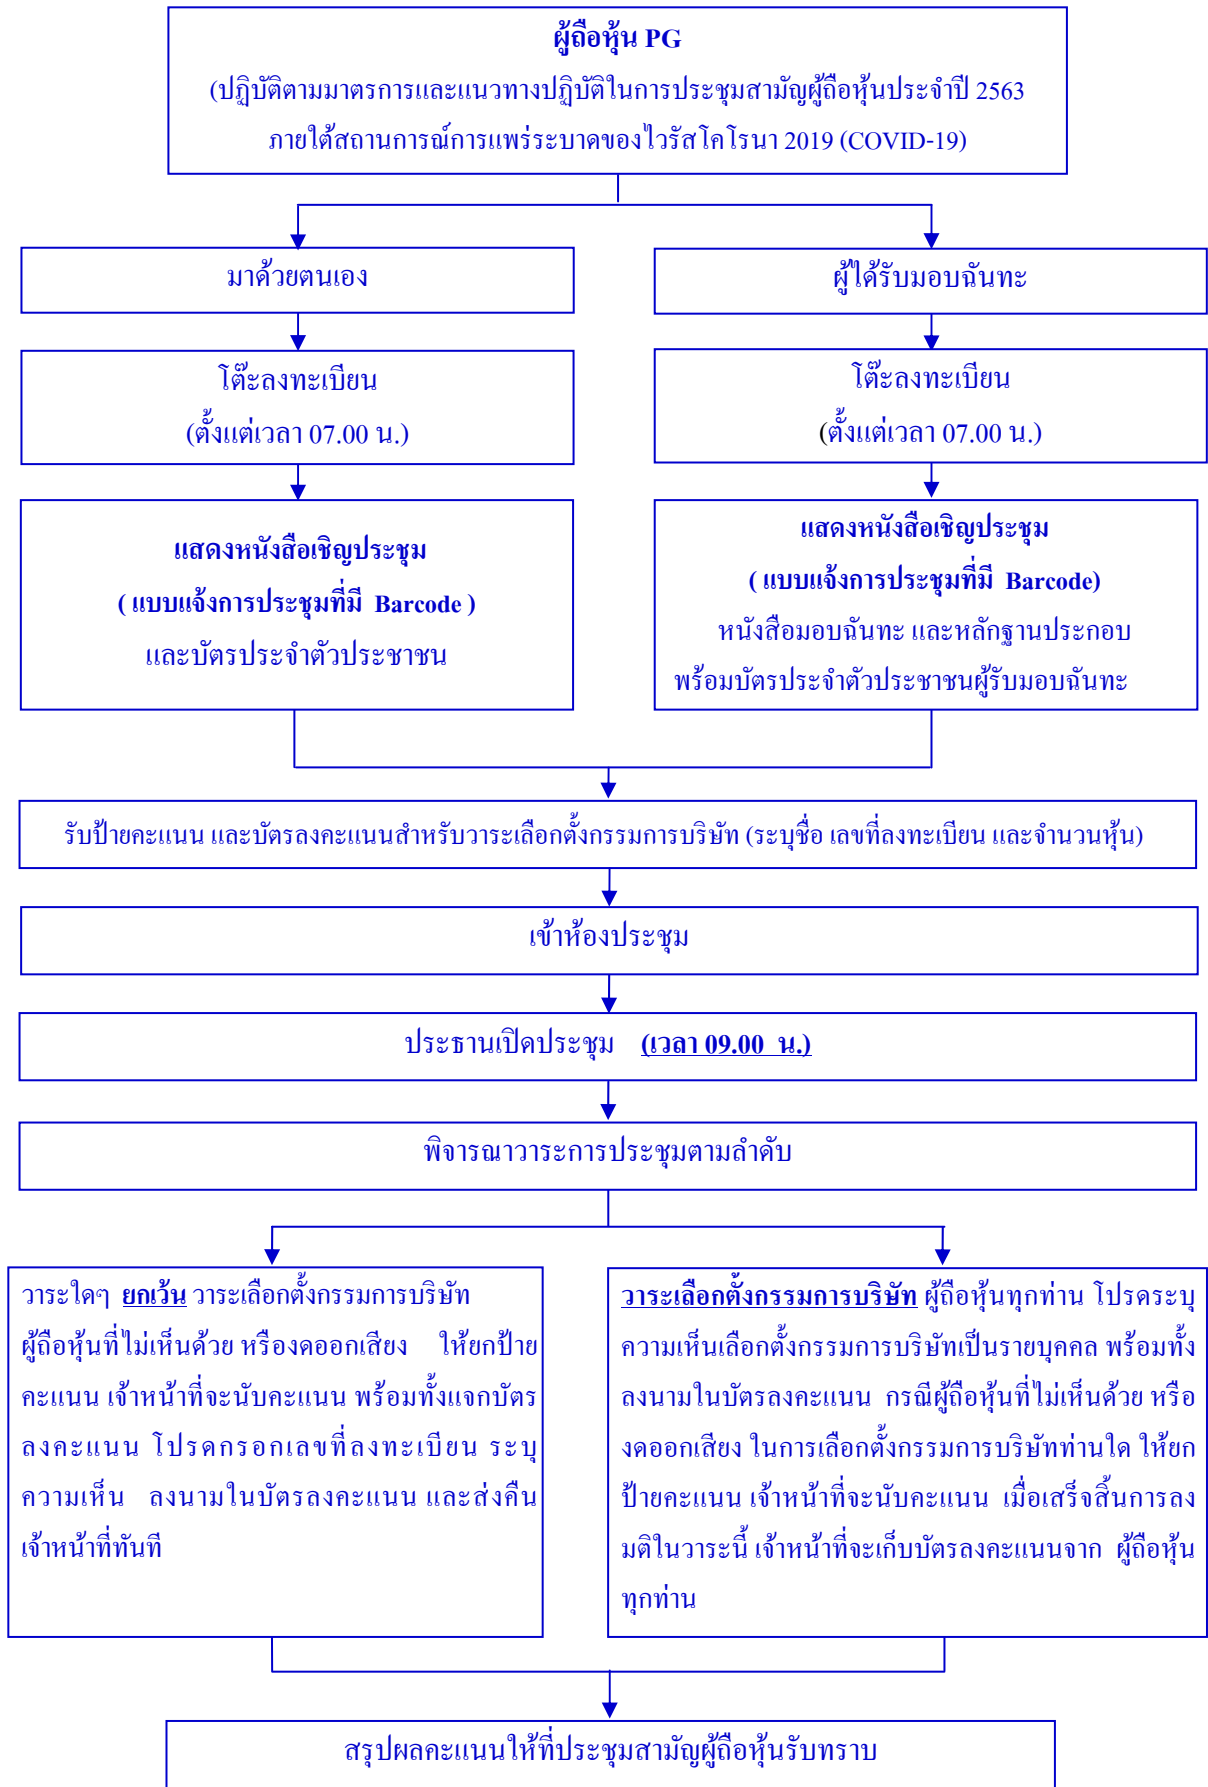 ผู้ถือหุ้น PG
(ปฏิบัติตามมาตรการและแนวทางปฏิบัติในการประชุมสามัญผู้ถือหุ้นประจำปี 2563
ภายใต้สถานการณ์การแพร่ระบาดของไวรัสโคโรนา 2019 (COVID-19)
มาด้วยตนเอง
ผู้ได้รับมอบฉันทะ
โต๊ะลงทะเบียน
(ตั้งแต่เวลา 07.00 น.)
โต๊ะลงทะเบียน
(ตั้งแต่เวลา 07.00 น.)
แสดงหนังสือเชิญประชุม
( แบบแจ้งการประชุมที่มี Barcode )
และบัตรประจำตัวประชาชน
แสดงหนังสือเชิญประชุม
( แบบแจ้งการประชุมที่มี Barcode)
หนังสือมอบฉันทะ และหลักฐานประกอบ
พร้อมบัตรประจำตัวประชาชนผู้รับมอบฉันทะ
รับป้ายคะแนน และบัตรลงคะแนนสำหรับวาระเลือกตั้งกรรมการบริษัท (ระบุชื่อ เลขที่ลงทะเบียน และจำนวนหุ้น)
เข้าห้องประชุม
ประธานเปิดประชุม (เวลา 09.00 น.)
พิจารณาวาระการประชุมตามลำดับ
วาระใดๆ ยกเว้น วาระเลือกตั้งกรรมการบริษัท
ผู้ถือหุ้นที่ไม่เห็นด้วย หรืองดออกเสียง ให้ยกป้าย
คะแนน เจ้าหน้าที่จะนับคะแนน พร้อมทั้งแจกบัตร
ลงคะแนน โปรดกรอกเลขที่ลงทะเบียน ระบุ
ความเห็น ลงนามในบัตรลงคะแนน และส่งคืน
เจ้าหน้าที่ทันที
วาระเลือกตั้งกรรมการบริษัท ผู้ถือหุ้นทุกท่าน โปรดระบุ
ความเห็นเลือกตั้งกรรมการบริษัทเป็นรายบุคคล พร้อมทั้ง
ลงนามในบัตรลงคะแนน กรณีผู้ถือหุ้นที่ไม่เห็นด้วย หรือ
งดออกเสียง ในการเลือกตั้งกรรมการบริษัทท่านใด ให้ยก
ป้ายคะแนน เจ้าหน้าที่จะนับคะแนน เมื่อเสร็จสิ้นการลง
มติในวาระนี้ เจ้าหน้าที่จะเก็บบัตรลงคะแนนจาก ผู้ถือหุ้น
ทุกท่าน
สรุปผลคะแนนให้ที่ประชุมสามัญผู้ถือหุ้นรับทราบ